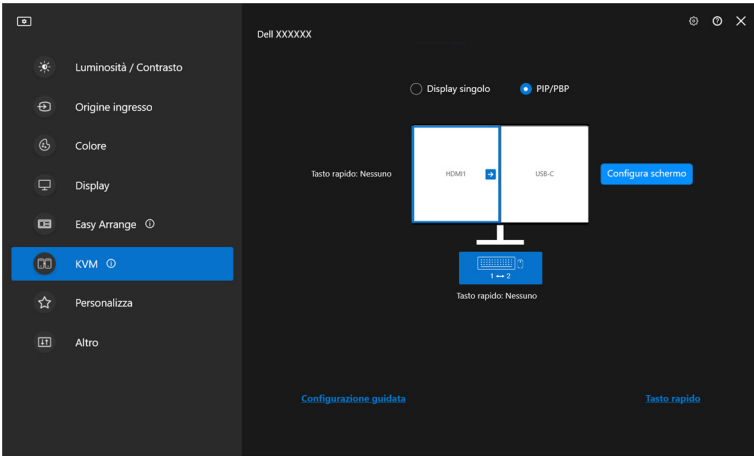 Dell XXXXXX
Luminosità / Contrasto
Origine ingresso
Colore
Display
Easy Arrange
KVM
Personalizza
Altro
Display singolo
PIP/PBP
Tasto rapido: Nessuno
HDMI1
USB-C
Configura schermo
1 ↔ 2
Tasto rapido: Nessuno
Configurazione guidata
Tasto rapido